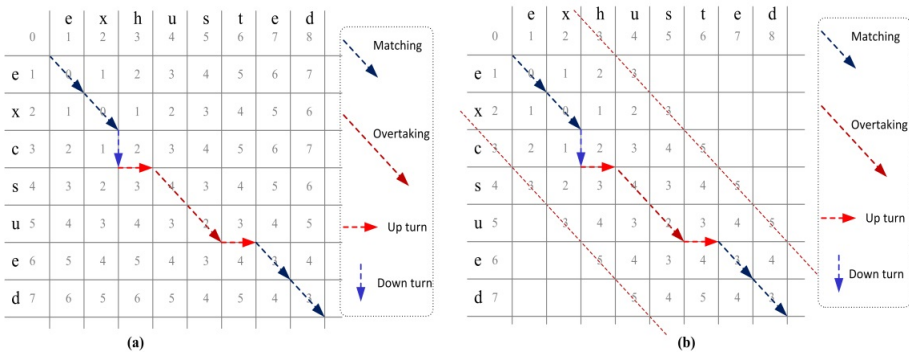 e x h u s t e d
0 1 2 3 4 5 6 7 8
e 1 0 1 2 3 4 5 6 7
x 2 1 0 1 2 3 4 5 6
c 3 2 1 2 3 4 5 6 7
s 4 3 2 3 4 3 4 5 6
u 5 4 3 4 3 2 3 4 5
e 6 5 4 5 4 3 4 3 4
d 7 6 5 6 5 4 5 4 3
Matching
Overtaking
Up turn
Down turn
(a)
e x h u s t e d
0 1 2 3 4 5 6 7 8
e 1 0 1 2 3
x 2 1 0 1 2 3
c 3 2 1 2 3 4 5
s 4 3 2 3 4 3 4 5
u 5 3 4 3 2 3 4 5
e 6 5 4 3 4 3 4
d 7 5 4 5 4 3
Matching
Overtaking
Up turn
Down turn
(b)